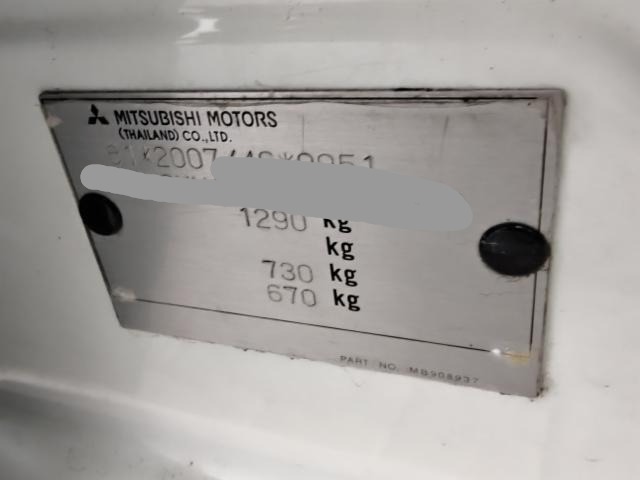 MITSUBISHI MOTORS
(THAILAND) CO.,LTD.
1290 kg
kg
730 kg
670 kg
PART NO. MB908937